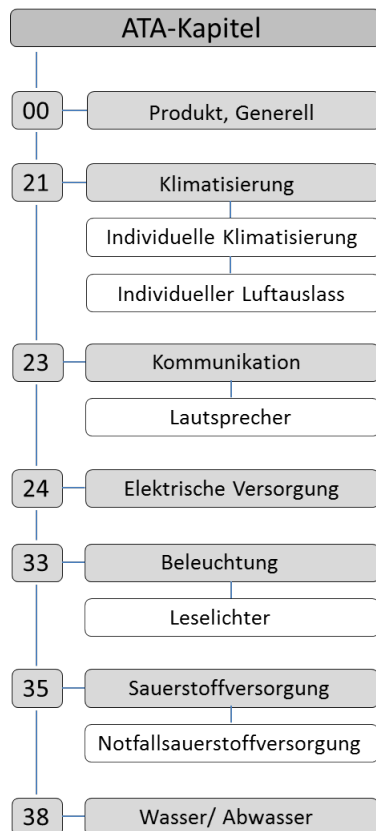 ATA-Kapitel
00 Produkt, Generell
21 Klimatisierung
Individuelle Klimatisierung
Individueller Luftauslass
23 Kommunikation
Lautsprecher
24 Elektrische Versorgung
33 Beleuchtung
Leselichter
35 Sauerstoffversorgung
Notfallsauerstoffversorgung
38 Wasser/ Abwasser